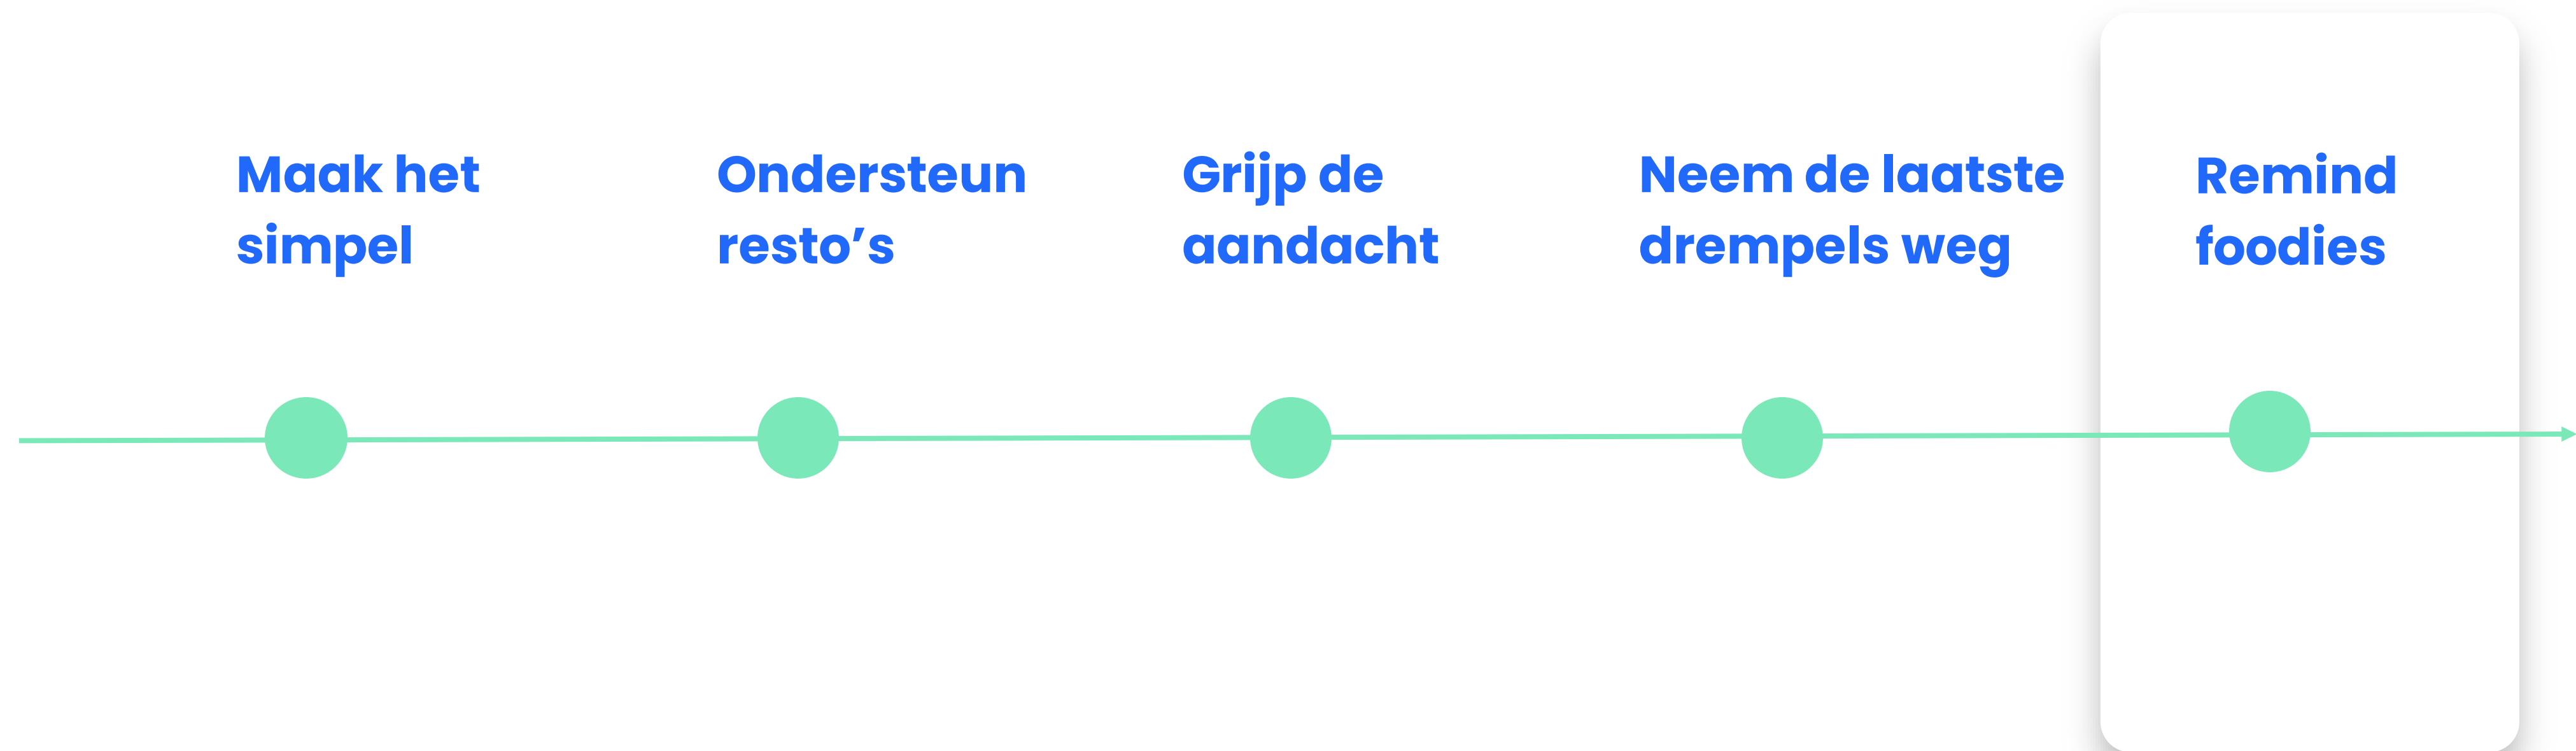 Maak het
simpel
Ondersteun
resto’s
Grijp de
aandacht
Neem de laatste
drempels weg
Remind
foodies